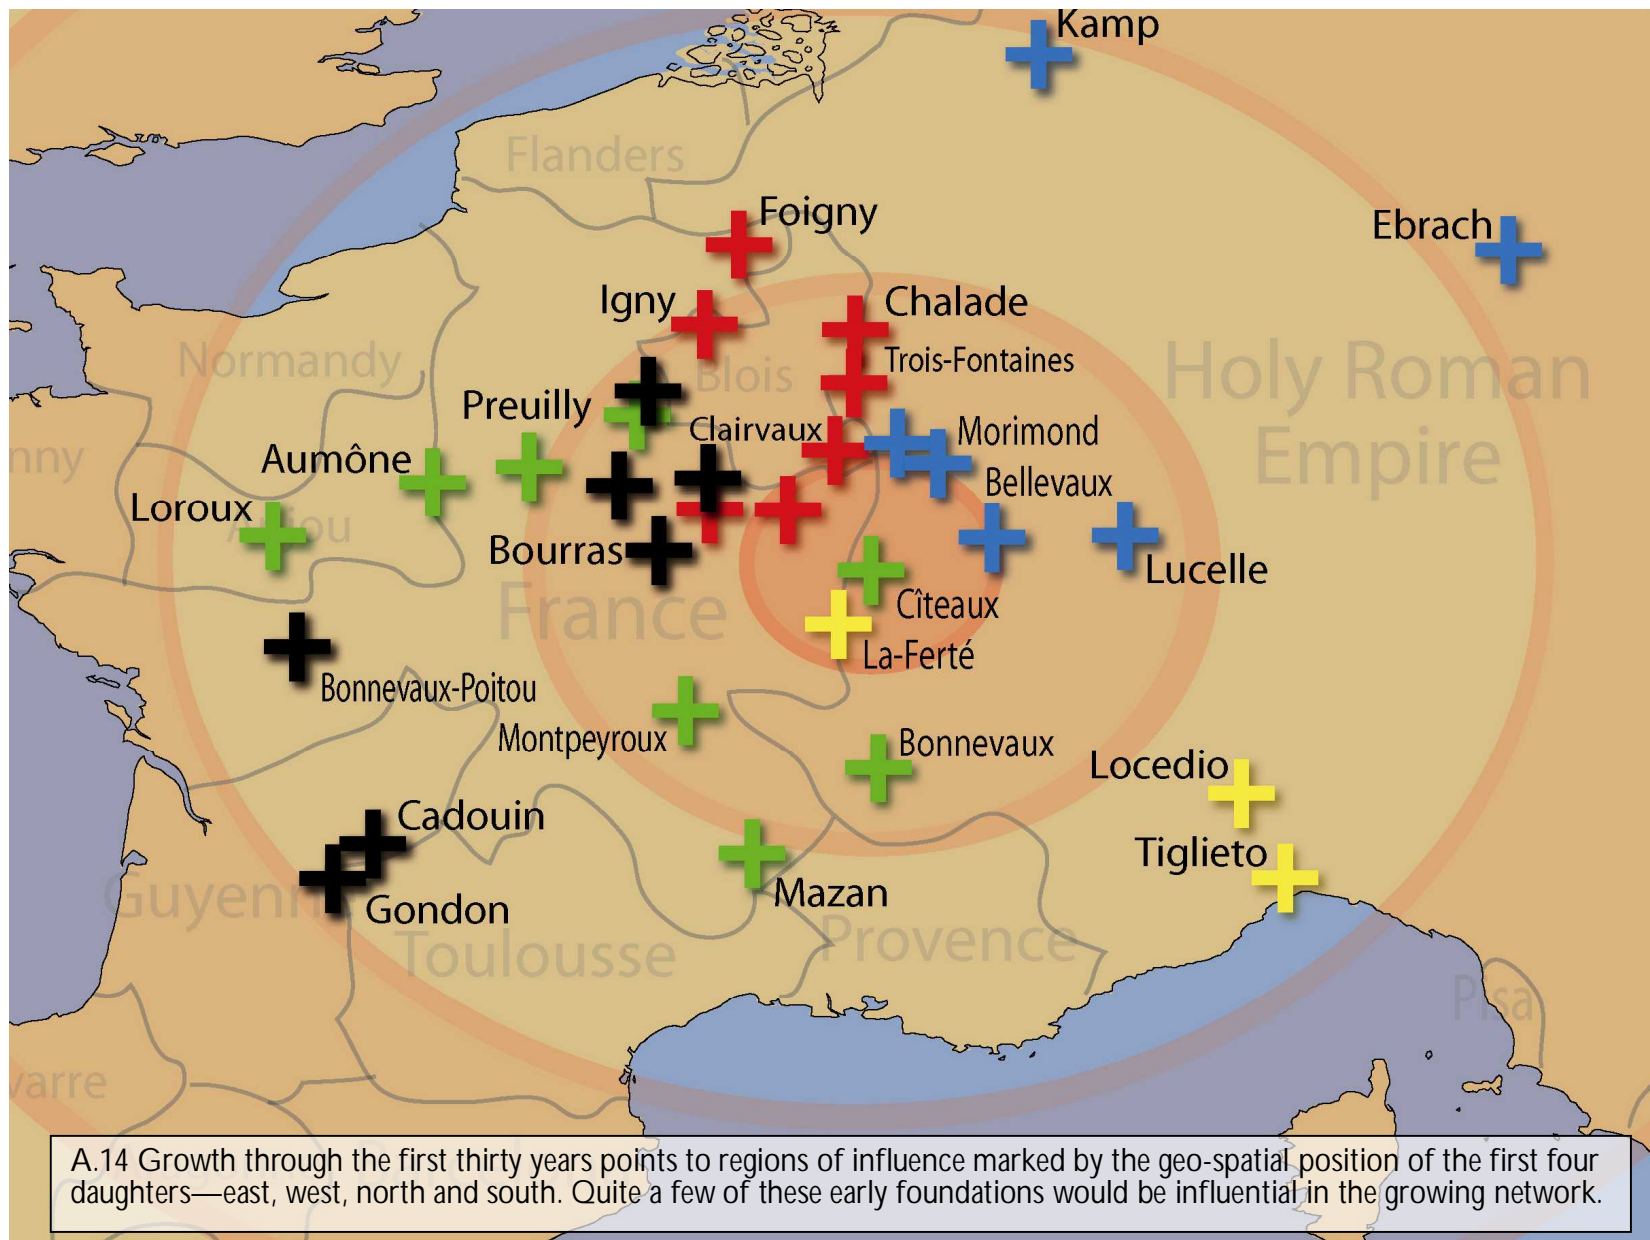 Kamp
Flanders
Foigny
Ebrach
Igny
Chalade
Normandy
Blois
Trois-Fontaines
Holy Roman
Empire
Preuilly
Clairvaux
Morimond
Aumône
Bellevaux
nny
Loroux
Anjou
Bourras
Lucelle
Cîteaux
France
La-Ferté
Bonnevaux-Poitou
Montpeyroux
Bonnevaux
Locedio
Cadouin
Tiglieto
Guyenne
Mazan
Gondon
Toulousse
Provence
Pisa
varre
A.14 Growth through the first thirty years points to regions of influence marked by the geo-spatial position of the first four
daughters—east, west, north and south. Quite a few of these early foundations would be influential in the growing network.